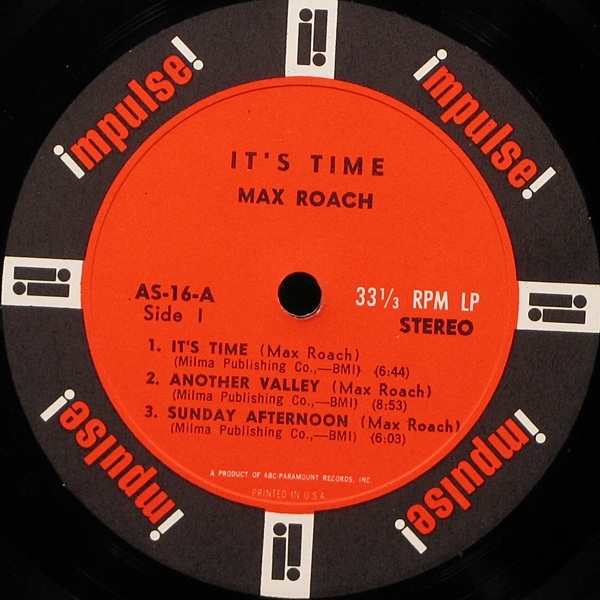 impulse!
impulse!
IT'S TIME
MAX ROACH
AS-16-A
Side 1
33 1/3 RPM LP
STEREO
1. IT'S TIME (Max Roach)
(Milma Publishing Co.,—BMI) (6:44)
2. ANOTHER VALLEY (Max Roach)
(Milma Publishing Co.,—BMI) (8:53)
3. SUNDAY AFTERNOON (Max Roach)
(Milma Publishing Co.,—BMI) (6:03)
A PRODUCT OF ABC-PARAMOUNT RECORDS, INC.
PRINTED IN U.S.A.
impulse!
impulse!